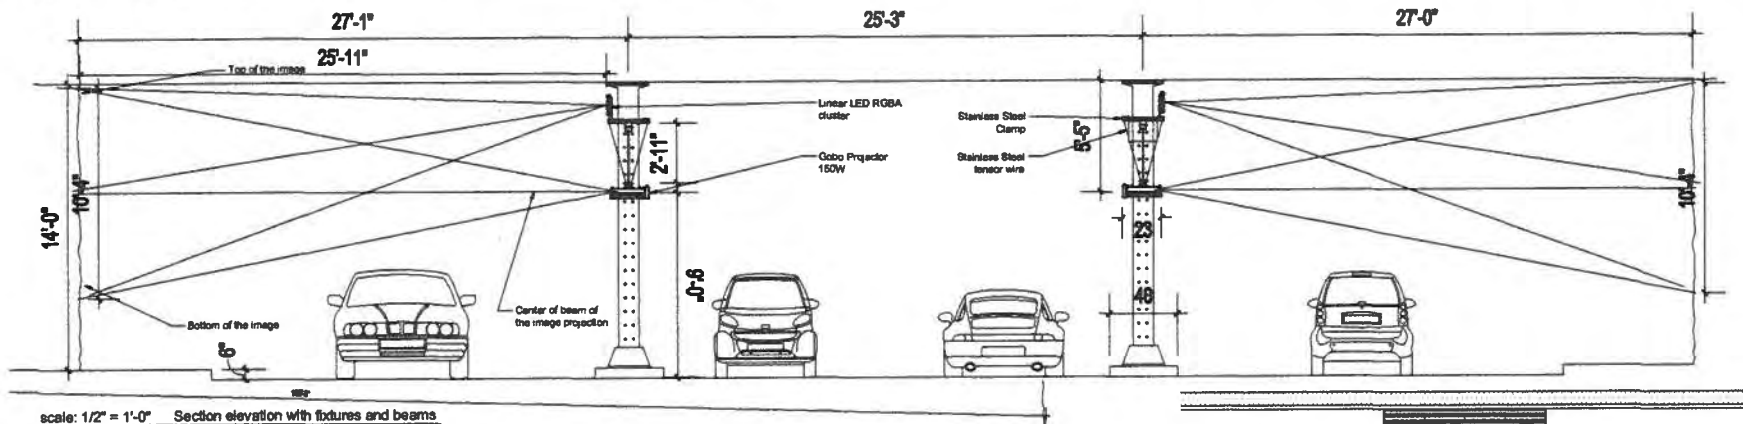 27'-1"
25'-3"
27'-0"
25'-11"
Top of the image
Linear LED RGBA
cluster
Stainless Steel
Clamp
5'-5"
2'-11"
Gobo Projector
150W
Stainless Steel
tensor wire
10'-4"
10'-4"
14'-0"
23
9'-0"
48
Center of beam of
the image projection
Bottom of the image
6"
scale: 1/2" = 1'-0" Section elevation with fixtures and beams